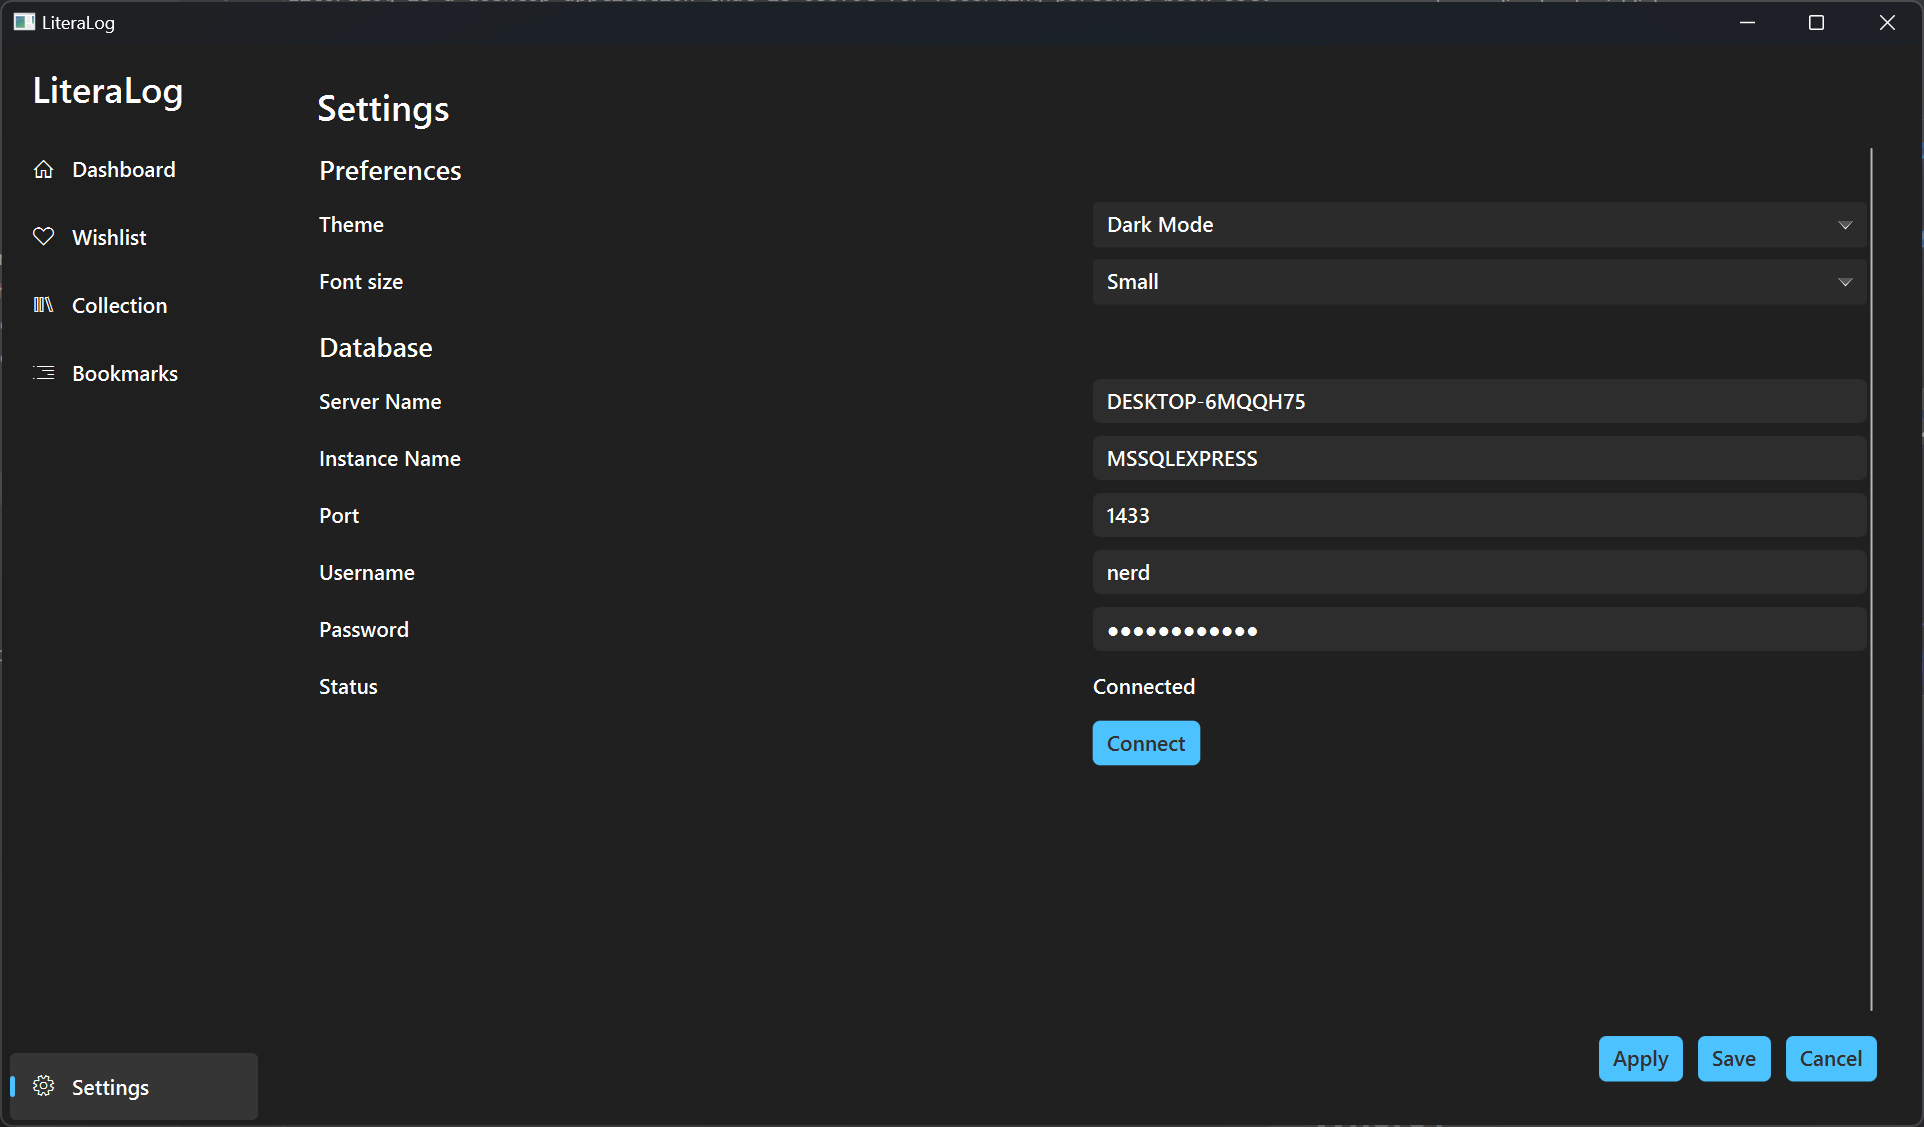 LiteraLog
LiteraLog
Dashboard
Wishlist
Collection
Bookmarks
Settings
Settings
Preferences
Theme
Dark Mode
Font size
Small
Database
Server Name
DESKTOP-6MQQH75
Instance Name
MSSQLEXPRESS
Port
1433
Username
nerd
Password
••••••••••••
Status
Connected
Connect
Apply
Save
Cancel